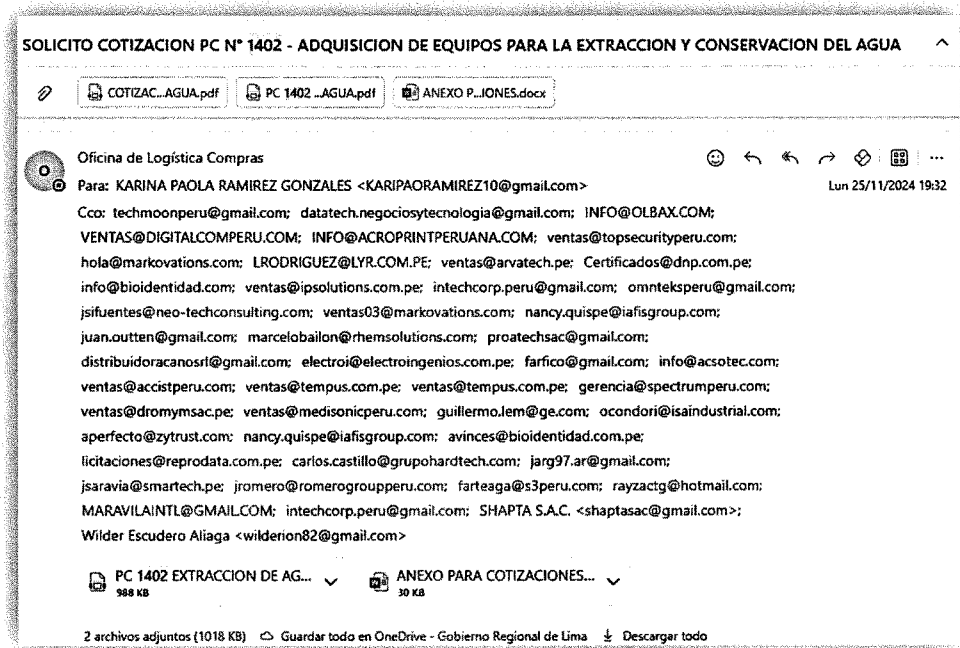 SOLICITO COTIZACION PC N° 1402 - ADQUISICION DE EQUIPOS PARA LA EXTRACCION Y CONSERVACION DEL AGUA
COTIZAC...AGUA.pdf PC 1402 ...AGUA.pdf ANEXO P...IONES.docx
O Oficina de Logística Compras
Para: KARINA PAOLA RAMIREZ GONZALES <KARIPAORAMIREZ10@gmail.com> Lun 25/11/2024 19:32
Cco: techmoonperu@gmail.com; datatech.negociosytecnologia@gmail.com; INFO@OLBAX.COM;
VENTAS@DIGITALCOMPERU.COM; INFO@ACROPRINTPERUANA.COM; ventas@topsecurityperu.com;
hola@markovations.com; LRODRIGUEZ@LYR.COM.PE; ventas@arvatech.pe; Certificados@dnp.com.pe;
info@bioidentidad.com; ventas@ipsolutions.com.pe; intechcorp.peru@gmail.com; omnteksperu@gmail.com;
jsifuentes@neo-techconsulting.com; ventas03@markovations.com; nancy.quispe@iafisgroup.com;
juan.outten@gmail.com; marcelobailon@rhemsolutions.com; proatechsac@gmail.com;
distribuidoracanosrl@gmail.com; electroi@electroingenios.com.pe; farfico@gmail.com; info@acsotec.com;
ventas@accistperu.com; ventas@tempus.com.pe; ventas@tempus.com.pe; gerencia@spectrumperu.com;
ventas@dromymsac.pe; ventas@medisonicperu.com; guillermo.lem@ge.com; ocondori@isaindustrial.com;
aperfecto@zytrust.com; nancy.quispe@iafisgroup.com; avinces@bioidentidad.com.pe;
licitaciones@reprodata.com.pe; carlos.castillo@grupohardtech.com; jarg97.ar@gmail.com;
jsaravia@smartech.pe; jromero@romerogroupperu.com; farteaga@s3peru.com; rayzactg@hotmail.com;
MARAVILAINTL@GMAIL.COM; intechcorp.peru@gmail.com; SHAPTA S.A.C. <shaptasac@gmail.com>;
Wilder Escudero Aliaga <wilderion82@gmail.com>
PC 1402 EXTRACCION DE AG... ANEXO PARA COTIZACIONES...
988 KB 30 KB
2 archivos adjuntos (1018 KB) Guardar todo en OneDrive - Gobierno Regional de Lima Descargar todo